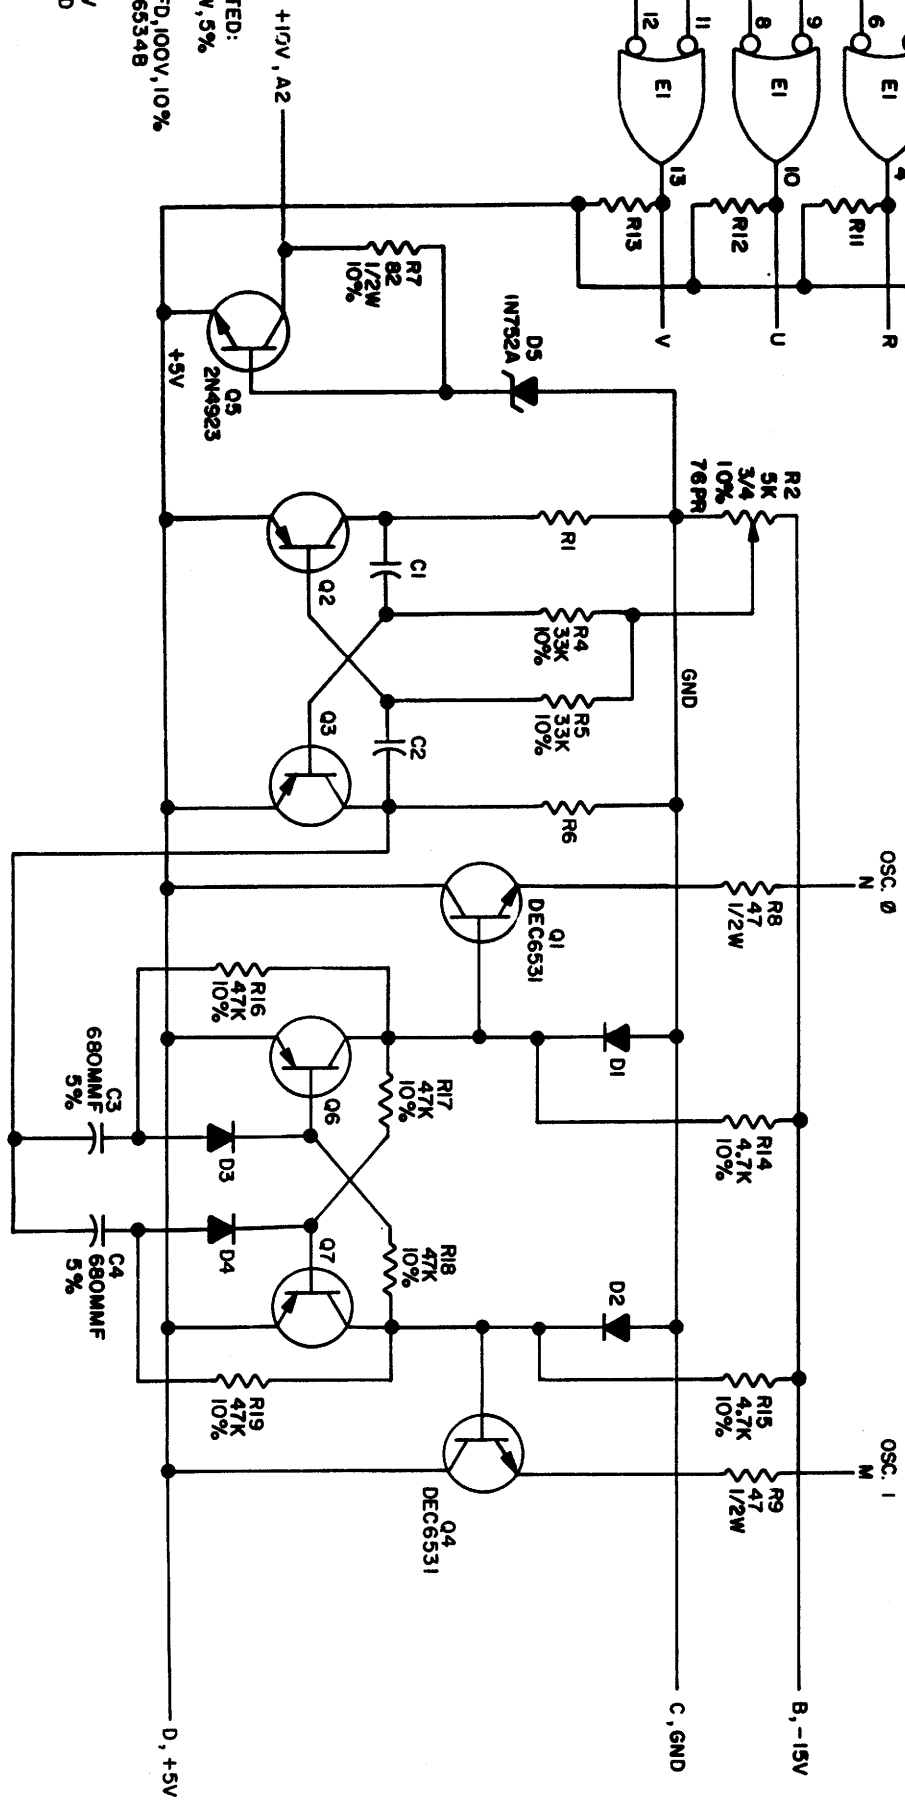 12
11
8
9
6
E1
E1
E1
13
10
4
R13
R12
R11
V
U
R
TED:
W, 5%
FD, 100V, 10%
6534B
V
D
+10V, A2
R7
82
1/2W
10%
D5
1N752A
Q5
2N4923
+5V
R2
5K
3/4
10%
76PR
R1
C1
Q2
R4
33K
10%
R5
33K
10%
GND
Q3
C2
R6
OSC. Ø
N
R8
47
1/2W
Q1
DEC6531
R16
47K
10%
Q6
R17
47K
10%
D1
R14
4.7K
10%
C3
680MMF
5%
D3
D4
C4
680MMF
5%
Q7
R18
47K
10%
D2
R15
4.7K
10%
R19
47K
10%
Q4
DEC6531
OSC. 1
M
R9
47
1/2W
B, -15V
C, GND
D, +5V